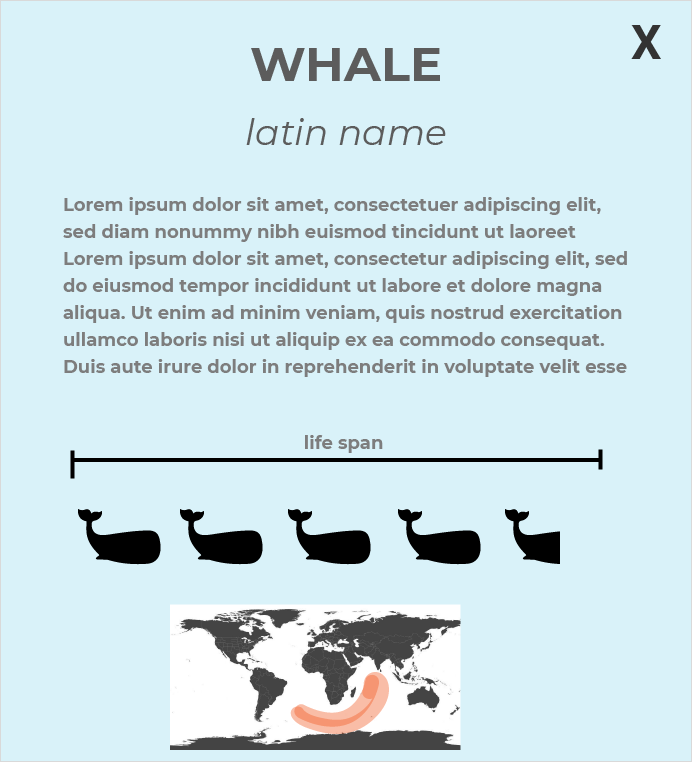 X
WHALE
latin name
Lorem ipsum dolor sit amet, consectetuer adipiscing elit,
sed diam nonummy nibh euismod tincidunt ut laoreet
Lorem ipsum dolor sit amet, consectetur adipiscing elit, sed
do eiusmod tempor incididunt ut labore et dolore magna
aliqua. Ut enim ad minim veniam, quis nostrud exercitation
ullamco laboris nisi ut aliquip ex ea commodo consequat.
Duis aute irure dolor in reprehenderit in voluptate velit esse
life span